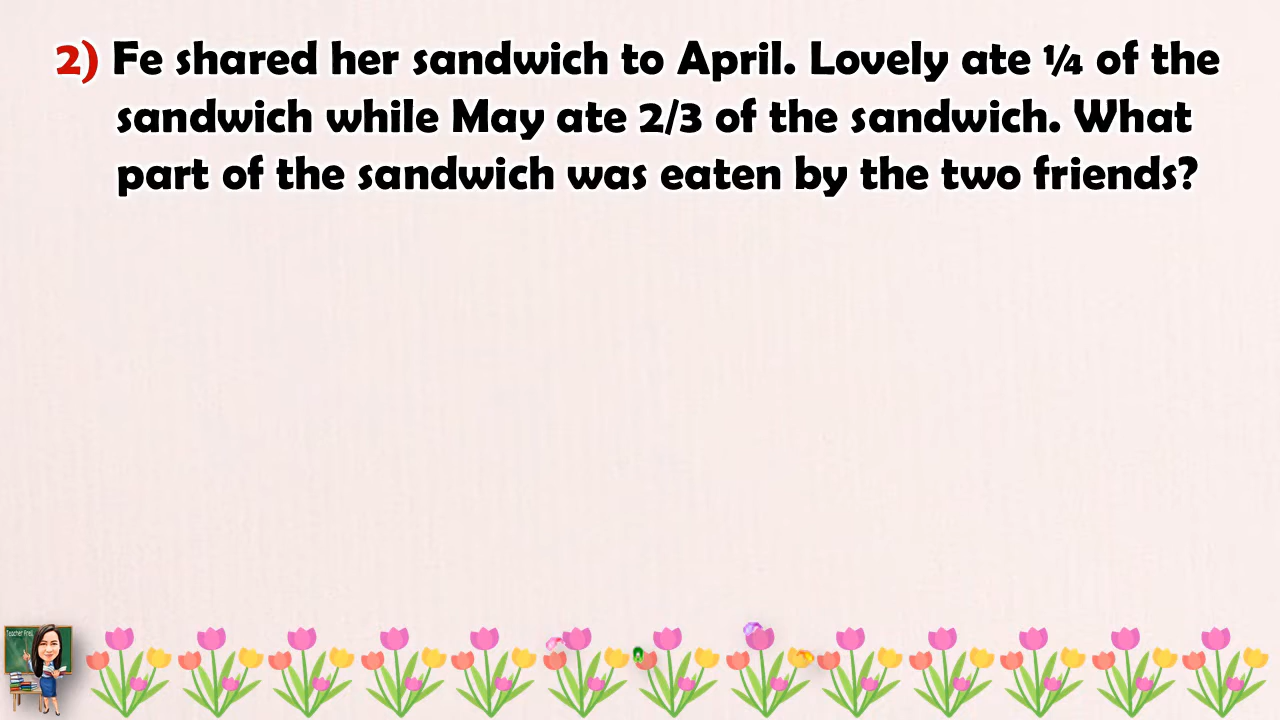 2) Fe shared her sandwich to April. Lovely ate ¼ of the
sandwich while May ate 2/3 of the sandwich. What
part of the sandwich was eaten by the two friends?